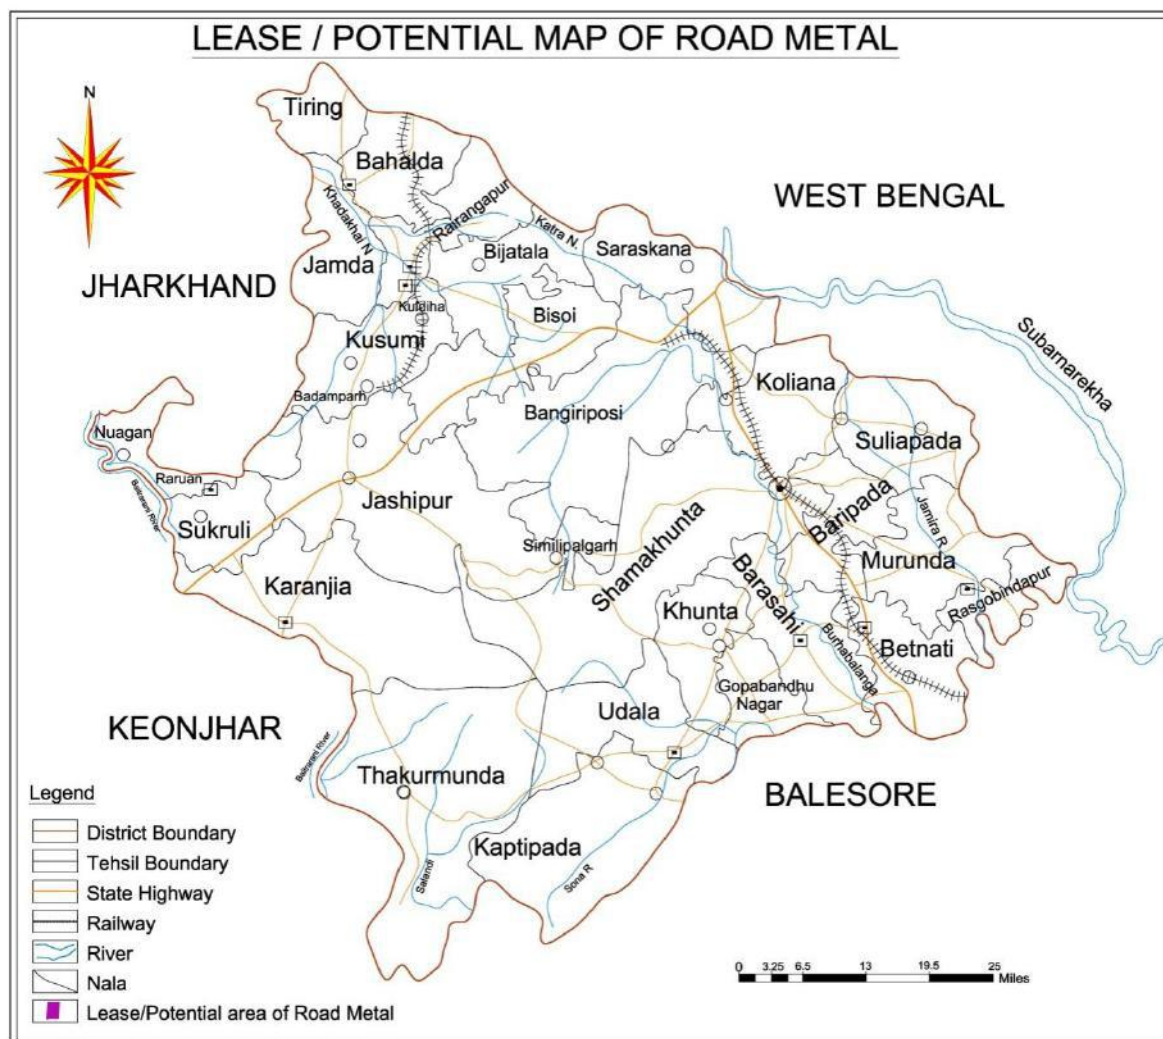 LEASE / POTENTIAL MAP OF ROAD METAL
N
Tiring
Bahalda
WEST BENGAL
Khadakhai N
Rairangapur
Katra N.
Saraskana
Bijatala
Jamda
JHARKHAND
Kuldiha
Bisoi
Kusumi
Subarnarekha
Koliana
Badamparh
Bangiriposi
Nuagan
Suliapada
Raruan
Jashipur
Sukruli
Baripada
Jamira R.
Similipalgarh
Shamakhunta
Murunda
Karanjia
Barasahi
Rasgobindapur
Khunta
Burhabalanga
Betnati
Gopabandhu
Nagar
Udala
KEONJHAR
Thakurmunda
BALESORE
Kaptipada
Salandi
Sona R
Legend
District Boundary
Tehsil Boundary
State Highway
Railway
River
Nala
Lease/Potential area of Road Metal
0 3.25 6.5 13 19.5 25
Miles